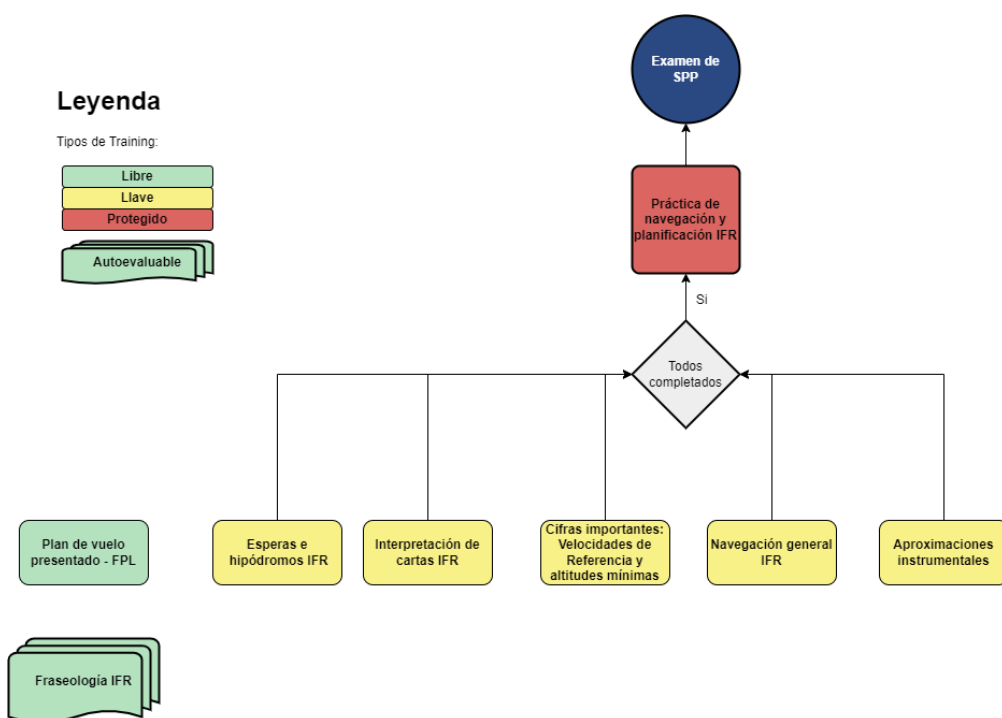 Examen de
SPP
Leyenda
Tipos de Training:
Libre
Llave
Protegido
Autoevaluable
Práctica de
navegación y
planificación IFR
Si
Todos
completados
Plan de vuelo
presentado - FPL
Esperas e
hipódromos IFR
Interpretación de
cartas IFR
Cifras importantes:
Velocidades de
Referencia y
altitudes mínimas
Navegación general
IFR
Aproximaciones
instrumentales
Fraseología IFR